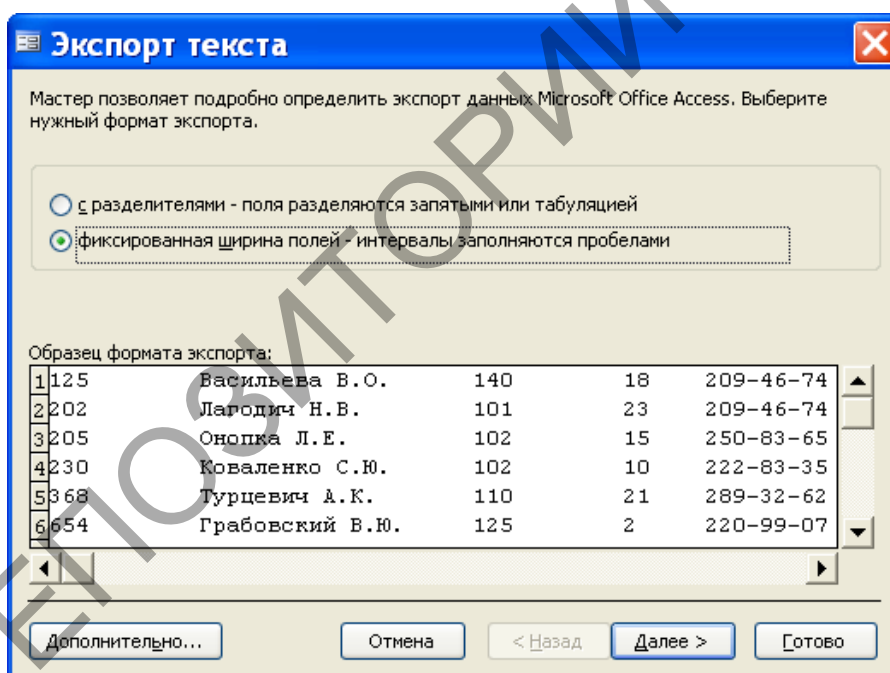 Экспорт текста
Мастер позволяет подробно определить экспорт данных Microsoft Office Access. Выберите
нужный формат экспорта.
с разделителями - поля разделяются запятыми или табуляцией
фиксированная ширина полей - интервалы заполняются пробелами
Образец формата экспорта:
1 125 Васильева В.О. 140 18 209-46-74
2 202 Лагодич Н.В. 101 23 209-46-74
3 205 Онопка Л.Е. 102 15 250-83-65
4 230 Коваленко С.Ю. 102 10 222-83-35
5 368 Турцевич А.К. 110 21 289-32-62
6 654 Грабовский В.Ю. 125 2 220-99-07
Дополнительно... Отмена < Назад Далее > Готово
ЕПОЗИТОРИЙ